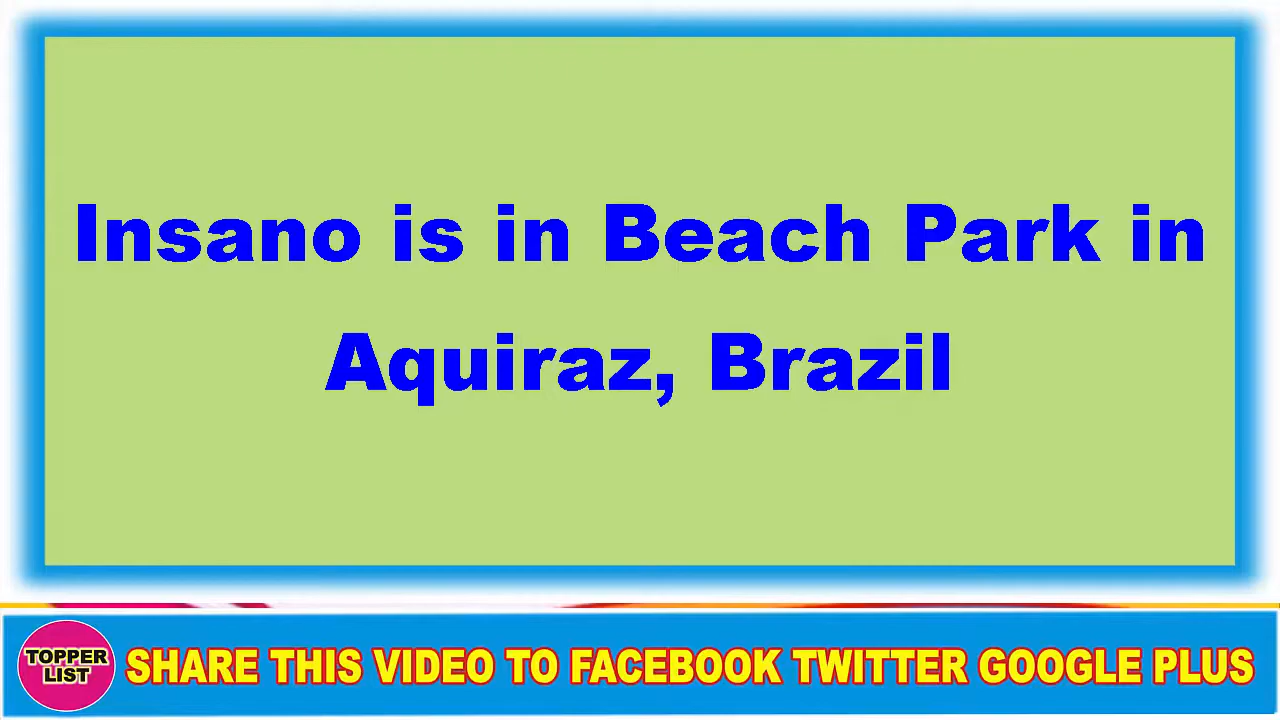 Insano is in Beach Park in
Aquiraz, Brazil
TOPPER
LIST
SHARE THIS VIDEO TO FACEBOOK TWITTER GOOGLE PLUS